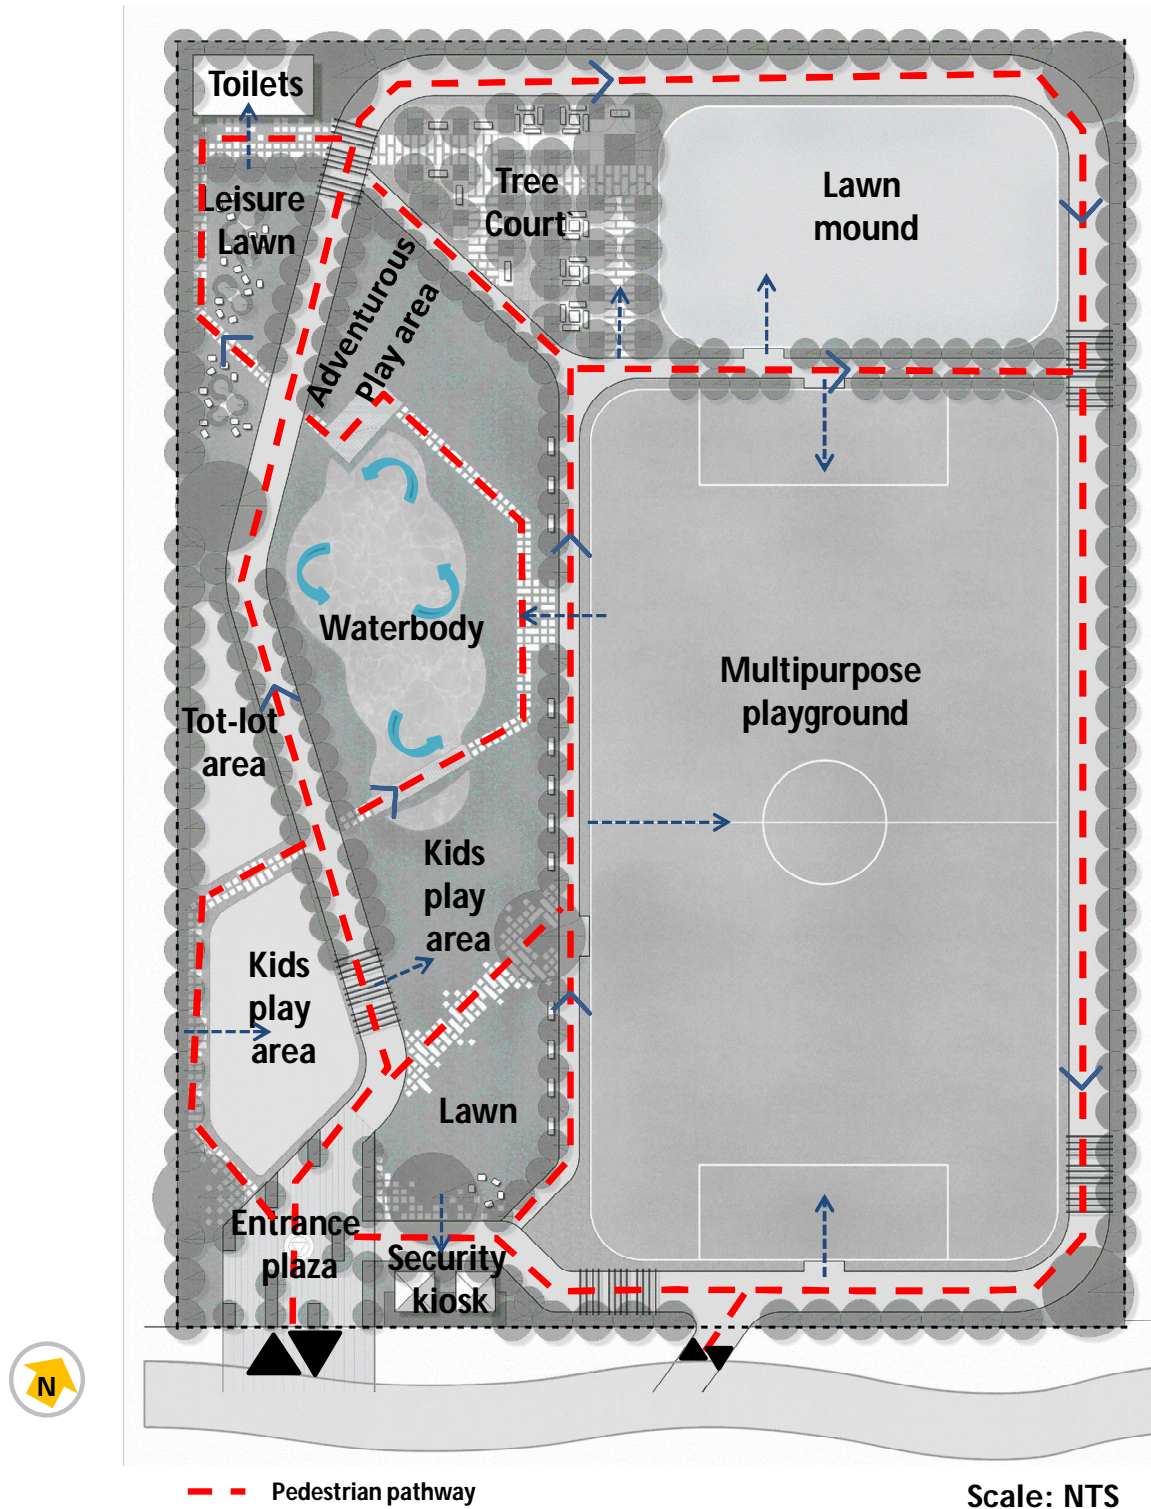 Toilets
Leisure
Lawn
Tree
Court
Lawn
mound
Adventurous
Play area
Waterbody
Multipurpose
playground
Tot-lot
area
Kids
play
area
Kids
play
area
Lawn
Entrance
plaza
Security
kiosk
N
Pedestrian pathway
Scale: NTS